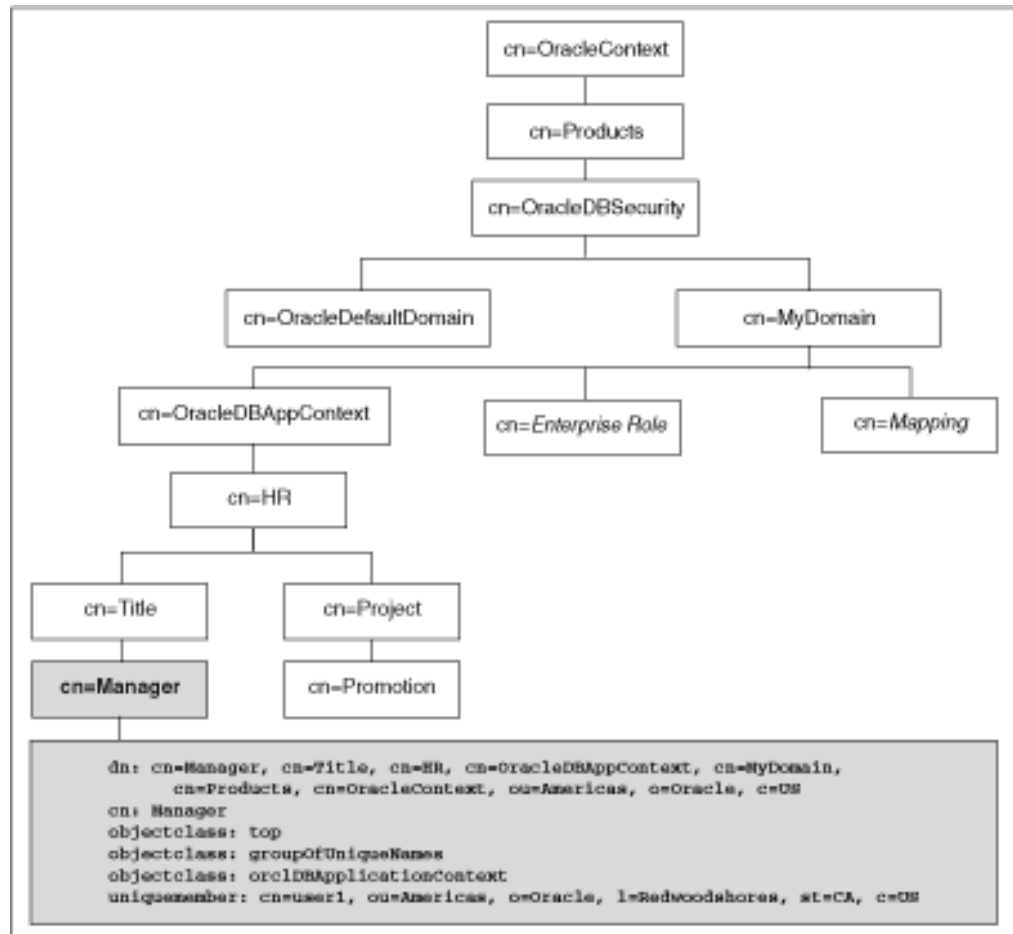 cn=OracleContext
cn=Products
cn=OracleDBSecurity
cn=OracleDefaultDomain
cn=MyDomain
cn=OracleDBAppContext
cn=Enterprise Role
cn=Mapping
cn=HR
cn=Title
cn=Project
cn=Manager
cn=Promotion
dn: cn=Manager, cn=Title, cn=HR, cn=OracleDBAppContext, cn=MyDomain,
cn=Products, cn=OracleContext, ou=Americas, o=Oracle, c=US
cn: Manager
objectclass: top
objectclass: groupOfUniqueNames
objectclass: orclDBApplicationContext
uniquemember: cn=user1, ou=Americas, o=Oracle, l=Redwoodshores, st=CA, c=US